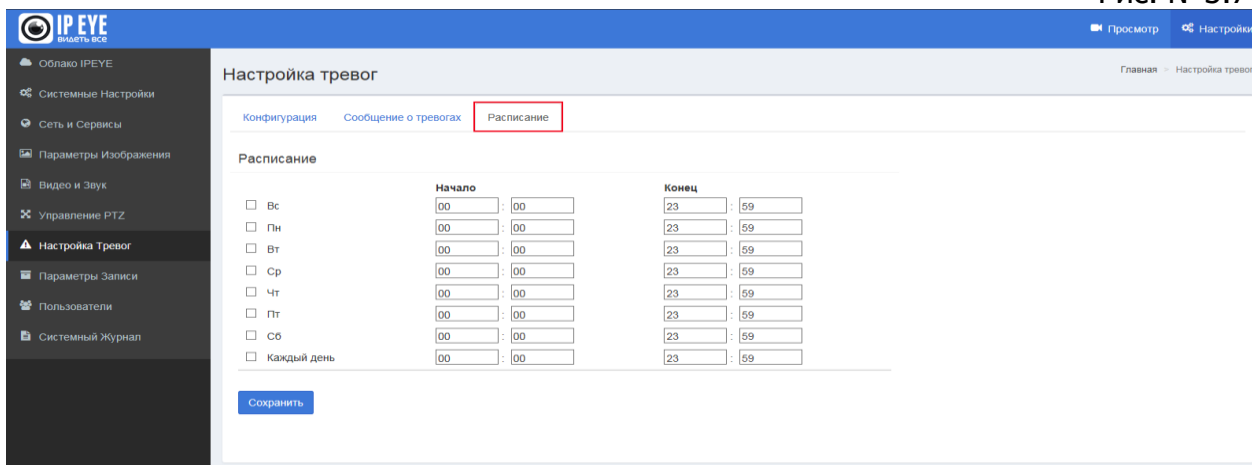 IP EYE
видеть все
Просмотр
Настройки
Облако IPEYE
Системные Настройки
Сеть и Сервисы
Параметры Изображения
Видео и Звук
Управление PTZ
Настройка Тревог
Параметры Записи
Пользователи
Системный Журнал
Настройка тревог
Главная > Настройка тревог
Конфигурация Сообщение о тревогах Расписание
Расписание
Начало Конец
Вс 00 : 00 23 : 59
Пн 00 : 00 23 : 59
Вт 00 : 00 23 : 59
Ср 00 : 00 23 : 59
Чт 00 : 00 23 : 59
Пт 00 : 00 23 : 59
Сб 00 : 00 23 : 59
Каждый день 00 : 00 23 : 59
Сохранить